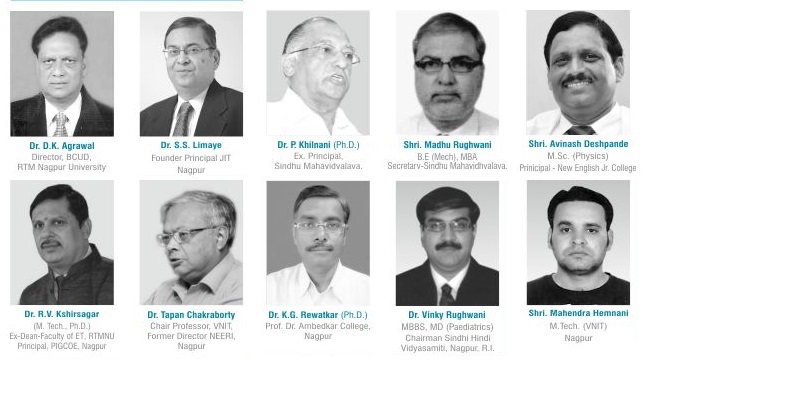 Dr. D.K. Agrawal
Director, BCUD,
RTM Nagpur University
Dr. S.S. Limaye
Founder Principal JIT
Nagpur
Dr. P. Khilnani (Ph.D.)
Ex. Principal,
Sindhu Mahavidvalava.
Shri. Madhu Rughwani
B.E (Mech), MBA
Secretarv-Sindhu Mahavidhvalava.
Shri. Avinash Deshpande
M.Sc. (Physics)
Prinicipal - New English Jr. College
Dr. R.V. Kshirsagar
(M. Tech., Ph.D.)
Ex-Dean-Faculty of ET, RTMNU
Principal, PIGCOE, Nagpur
Dr. Tapan Chakraborty
Chair Professor, VNIT,
Former Director NEERI,
Nagpur
Dr. K.G. Rewatkar (Ph.D.)
Prof. Dr. Ambedkar College,
Nagpur
Dr. Vinky Rughwani
MBBS, MD (Paediatrics)
Chairman Sindhi Hindi
Vidyasamiti, Nagpur, R.I.
Shri. Mahendra Hemnani
M.Tech. (VNIT)
Nagpur